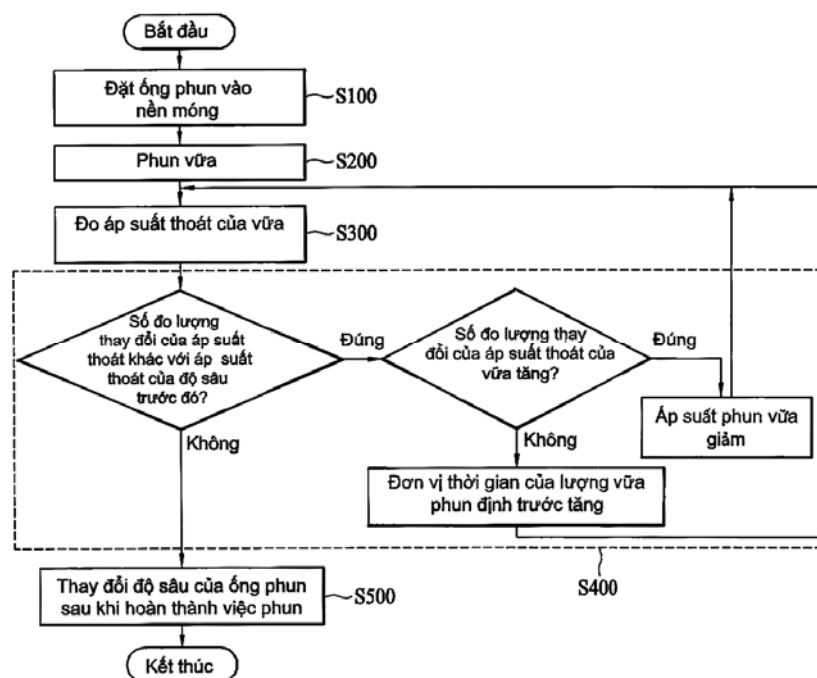 Bắt đầu
Đặt ống phun vào
nền móng
S100
Phun vữa
S200
Đo áp suất thoát của vữa
S300
Số đo lượng
thay đổi của áp suất
thoát khác với áp suất
thoát của độ sâu
trước đó?
Đúng
Số đo lượng thay
đổi của áp suất thoát của
vữa tăng?
Đúng
Áp suất phun vữa
giảm
Không
Không
Đơn vị thời gian của lượng vữa
phun định trước tăng
S400
Thay đổi độ sâu của ống phun
sau khi hoàn thành việc phun
S500
Kết thúc